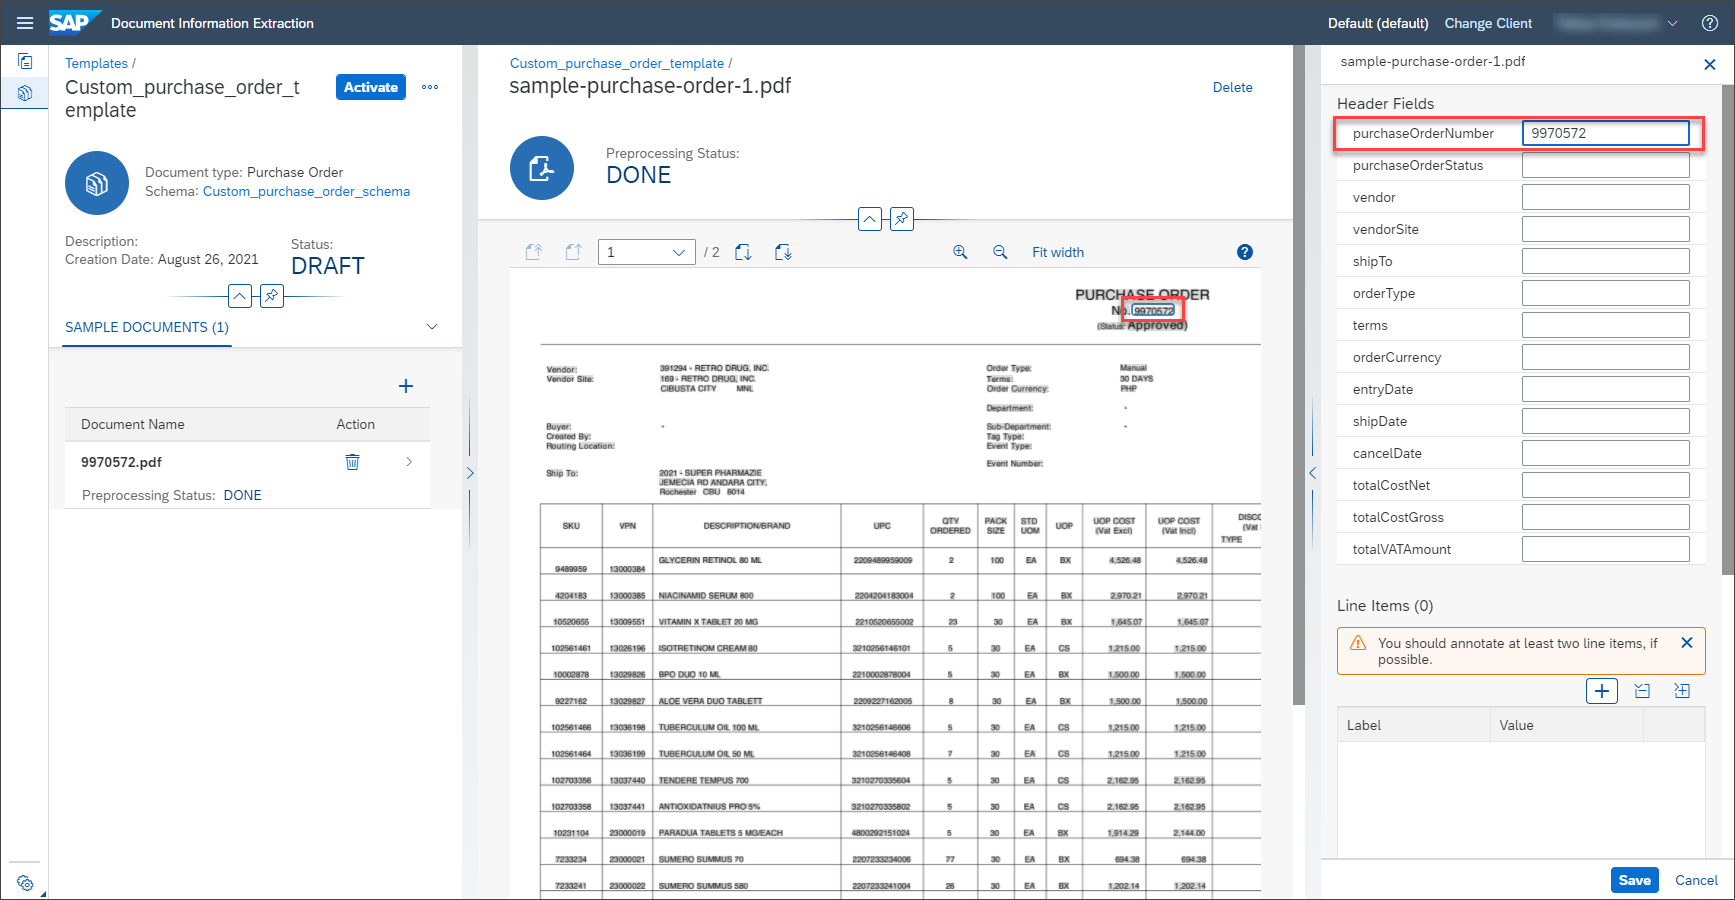 SAP Document Information Extraction
Default (default) Change Client
Templates /
Custom_purchase_order_t
emplate
Activate
Document type: Purchase Order
Schema: Custom_purchase_order_schema
Description:
Creation Date: August 26, 2021
Status:
DRAFT
SAMPLE DOCUMENTS (1)
Document Name Action
9970572.pdf
Preprocessing Status: DONE
Custom_purchase_order_template /
sample-purchase-order-1.pdf
Delete
Preprocessing Status:
DONE
1 / 2 Fit width
PURCHASE ORDER
No. 9970572
(Status: Approved)
Vendor: 391294 - RETRO DRUG, INC.
Vendor Site: 169 - RETRO DRUG, INC.
CIBUSTA CITY MNL
Order Type: Manual
Terms: 30 DAYS
Order Currency: PHP
Department: -
Buyer: -
Created By:
Routing Location:
Sub-Department: -
Tag Type:
Event Type:
Event Number:
Ship To: 2021 - SUPER PHARMAZIE
JEMECIA RD ANDARA CITY,
Rochester CBU 8014
SKU VPN DESCRIPTION/BRAND UPC QTY ORDERED PACK SIZE STD UOM UOP UOP COST (Vat Excl) UOP COST (Vat Incl) DISCO (Vat TYPE
9489959 13000384 GLYCERIN RETINOL 80 ML 2209489959009 2 100 EA BX 4,526.48 4,526.48
4204183 13000385 NIACINAMID SERUM 800 2204204183004 2 100 EA BX 2,970.21 2,970.21
10520655 13009551 VITAMIN X TABLET 20 MG 2210520655002 23 30 EA BX 1,645.07 1,645.07
102561461 13026196 ISOTRETINOM CREAM 80 3210256146101 5 30 EA CS 1,215.00 1,215.00
10002878 13029826 BPO DUO 10 ML 2210002878004 5 30 EA BX 1,500.00 1,500.00
9227162 13029827 ALOE VERA DUO TABLETT 2209227162005 8 30 EA BX 1,500.00 1,500.00
102561466 13036198 TUBERCULUM OIL 100 ML 3210256146606 5 30 EA CS 1,215.00 1,215.00
102561464 13036199 TUBERCULUM OIL 50 ML 3210256146408 7 30 EA CS 1,215.00 1,215.00
102703356 13037440 TENDERE TEMPUS 700 3210270335604 5 30 EA CS 2,162.95 2,162.95
102703358 13037441 ANTIOXIDATNIUS PRO 5% 3210270335802 5 30 EA CS 2,162.95 2,162.95
10231104 23000019 PARADUA TABLETS 5 MG/EACH 4800292151024 5 30 EA BX 1,914.29 2,144.00
7233234 23000021 SUMERO SUMMUS 70 2207233234006 77 30 EA BX 694.38 694.38
7233241 23000022 SUMERO SUMMUS 580 2207233241004 26 30 EA BX 1,202.14 1,202.14
sample-purchase-order-1.pdf
Header Fields
purchaseOrderNumber 9970572
purchaseOrderStatus
vendor
vendorSite
shipTo
orderType
terms
orderCurrency
entryDate
shipDate
cancelDate
totalCostNet
totalCostGross
totalVATAmount
Line Items (0)
You should annotate at least two line items, if
possible.
Label Value
Save Cancel